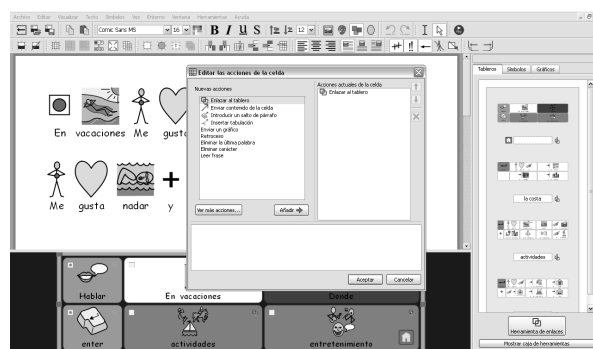 Archivo Editar Visualizar Texto Símbolos Ins Entorno Ventana Herramientas Ayuda
Comic Sans MS 16 B I U S 12
Editar las acciones de la celda
Nuevas acciones
Enlazar al tablero
Enviar contenido de la celda
Introducir un salto de párrafo
Insertar tabulación
Enviar un gráfico
Retroceso
Eliminar la última palabra
Eliminar carácter
Leer frase
Acciones actuales de la celda
Enlazar al tablero
Ver más acciones...
Añadir
Aceptar Cancelar
En vacaciones Me gusta
Me gusta nadar y
Hablar En vacaciones Donde
enter actividades entretenimiento
Tableros Símbolos Gráficos
la costa
actividades
Herramienta de enlaces
Mostrar caja de herramientas